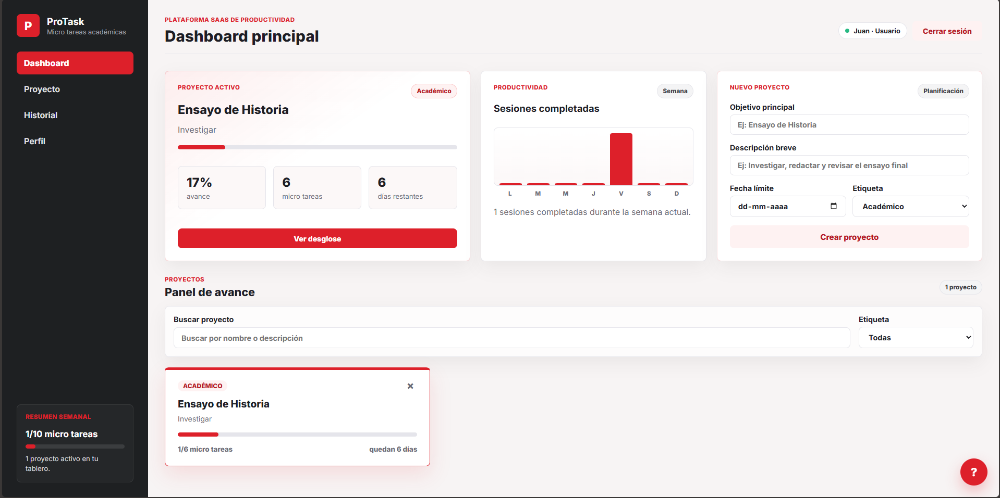 P
ProTask
Micro tareas académicas
Dashboard
Proyecto
Historial
Perfil
RESUMEN SEMANAL
1/10 micro tareas
1 proyecto activo en tu
tablero.
PLATAFORMA SAAS DE PRODUCTIVIDAD
Dashboard principal
Juan · Usuario
Cerrar sesión
PROYECTO ACTIVO
Académico
Ensayo de Historia
Investigar
17%
avance
6
micro tareas
6
días restantes
Ver desglose
PRODUCTIVIDAD
Semana
Sesiones completadas
L M M J V S D
1 sesiones completadas durante la semana actual.
NUEVO PROYECTO
Planificación
Objetivo principal
Ej: Ensayo de Historia
Descripción breve
Ej: Investigar, redactar y revisar el ensayo final
Fecha límite
dd-mm-aaaa
Etiqueta
Académico
Crear proyecto
PROYECTOS
Panel de avance
1 proyecto
Buscar proyecto
Buscar por nombre o descripción
Etiqueta
Todas
ACADÉMICO
×
Ensayo de Historia
Investigar
1/6 micro tareas
quedan 6 días
?